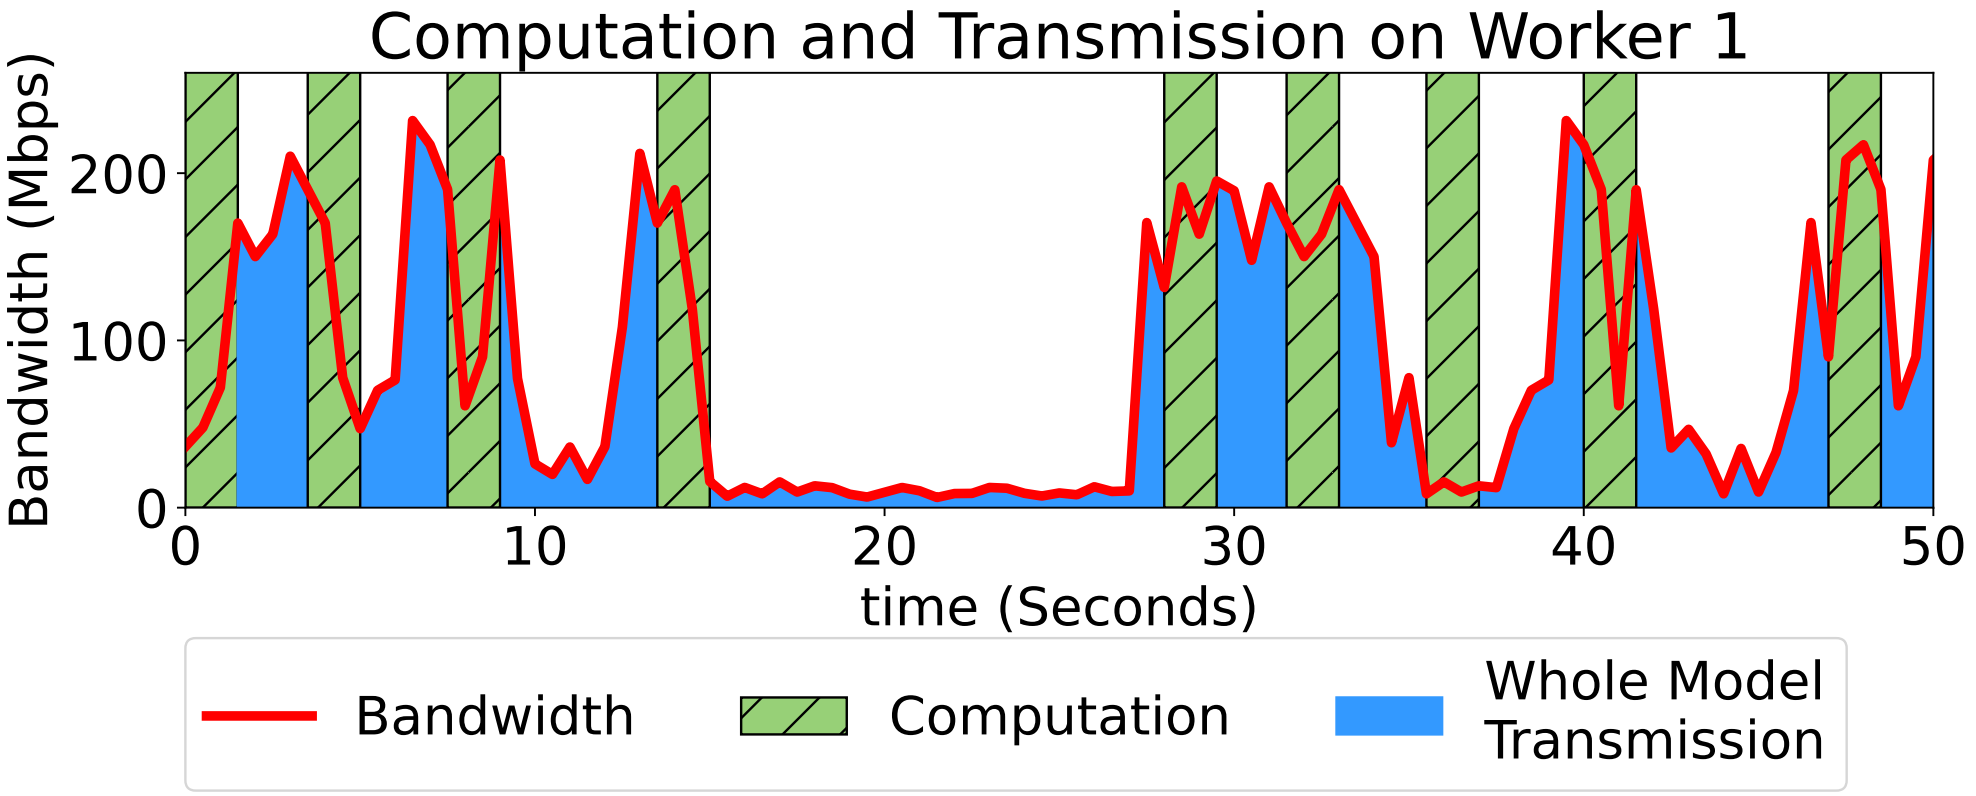 Computation and Transmission on Worker 1
Bandwidth (Mbps)
200
100
0
0 10 20 30 40 50
time (Seconds)
Bandwidth
Computation
Whole Model
Transmission